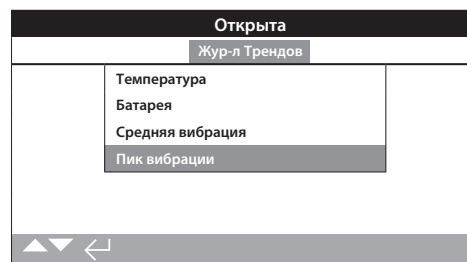 Открыта
Жур-л Трендов
Температура
Батарея
Средняя вибрация
Пик вибрации